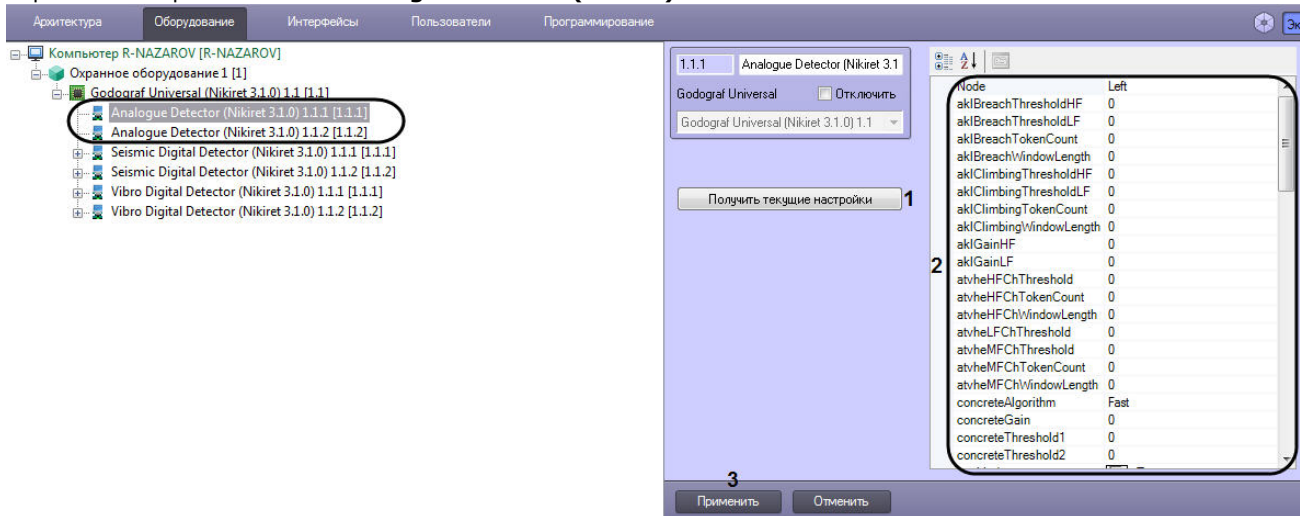 Архитектура Оборудование Интерфейсы Пользователи Программирование
Компьютер R-NAZAROV [R-NAZAROV]
Охранное оборудование 1 [1]
Godograf Universal (Nikiret 3.1.0) 1.1 [1.1]
Analogue Detector (Nikiret 3.1.0) 1.1.1 [1.1.1]
Analogue Detector (Nikiret 3.1.0) 1.1.2 [1.1.2]
Seismic Digital Detector (Nikiret 3.1.0) 1.1.1 [1.1.1]
Seismic Digital Detector (Nikiret 3.1.0) 1.1.2 [1.1.2]
Vibro Digital Detector (Nikiret 3.1.0) 1.1.1 [1.1.1]
Vibro Digital Detector (Nikiret 3.1.0) 1.1.2 [1.1.2]
1.1.1 Analogue Detector (Nikiret 3.1
Godograf Universal Отключить
Godograf Universal (Nikiret 3.1.0) 1.1
Получить текущие настройки 1
2
Node Left
aklBreachThresholdHF 0
aklBreachThresholdLF 0
aklBreachTokenCount 0
aklBreachWindowLength 0
aklClimbingThresholdHF 0
aklClimbingThresholdLF 0
aklClimbingTokenCount 0
aklClimbingWindowLength 0
aklGainHF 0
aklGainLF 0
atvheHFChThreshold 0
atvheHFChTokenCount 0
atvheHFChWindowLength 0
atvheLFChThreshold 0
atvheMFChThreshold 0
atvheMFChTokenCount 0
atvheMFChWindowLength 0
concreteAlgorithm Fast
concreteGain 0
concreteThreshold1 0
concreteThreshold2 0
3
Применить Отменить